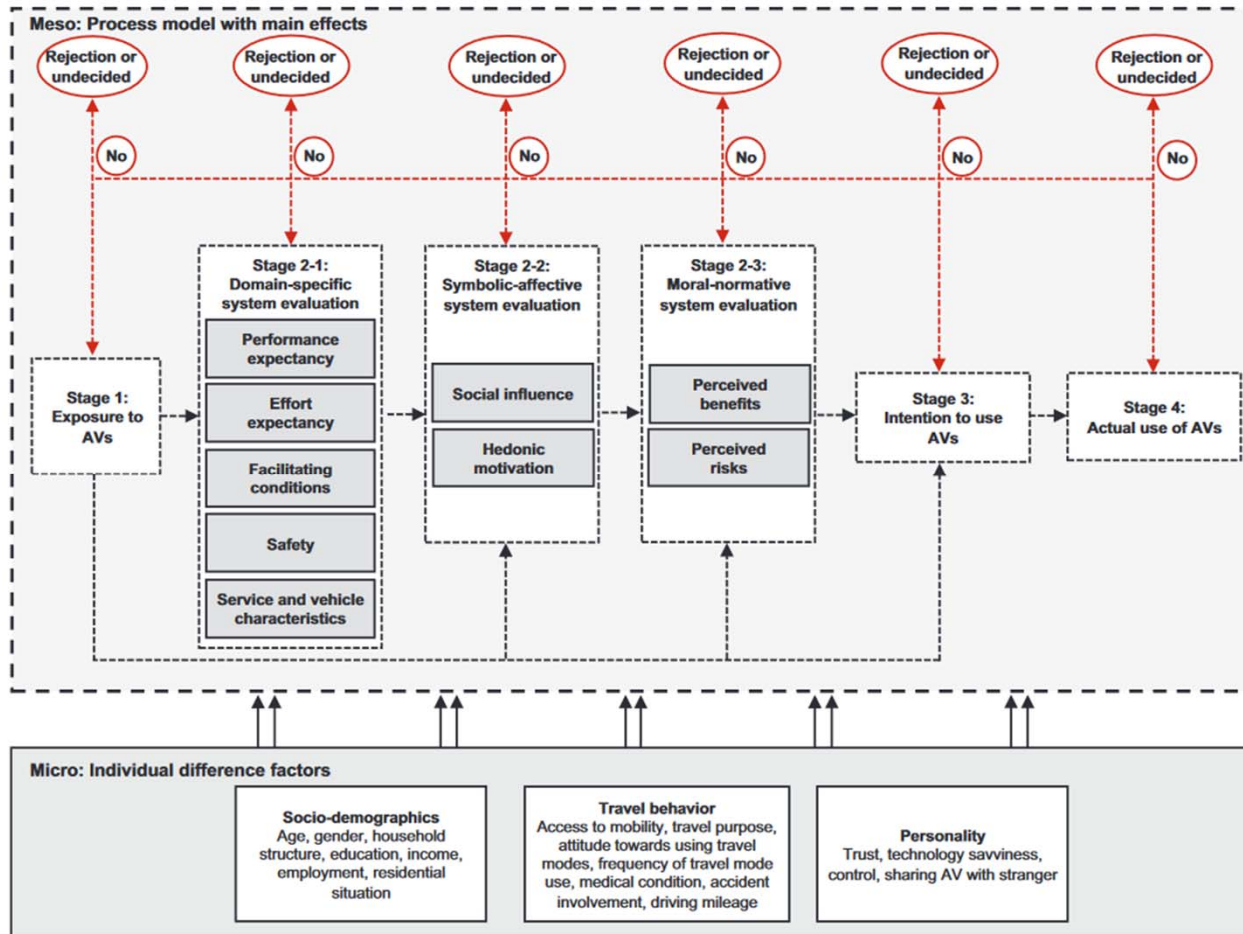 Meso: Process model with main effects
Rejection or
undecided
Rejection or
undecided
Rejection or
undecided
Rejection or
undecided
Rejection or
undecided
Rejection or
undecided
No
No
No
No
No
No
Stage 1:
Exposure to
AVs
Stage 2-1:
Domain-specific
system evaluation
Performance
expectancy
Effort
expectancy
Facilitating
conditions
Safety
Service and vehicle
characteristics
Stage 2-2:
Symbolic-affective
system evaluation
Social influence
Hedonic
motivation
Stage 2-3:
Moral-normative
system evaluation
Perceived
benefits
Perceived
risks
Stage 3:
Intention to use
AVs
Stage 4:
Actual use of AVs
Micro: Individual difference factors
Socio-demographics
Age, gender, household
structure, education, income,
employment, residential
situation
Travel behavior
Access to mobility, travel purpose,
attitude towards using travel
modes, frequency of travel mode
use, medical condition, accident
involvement, driving mileage
Personality
Trust, technology savviness,
control, sharing AV with stranger